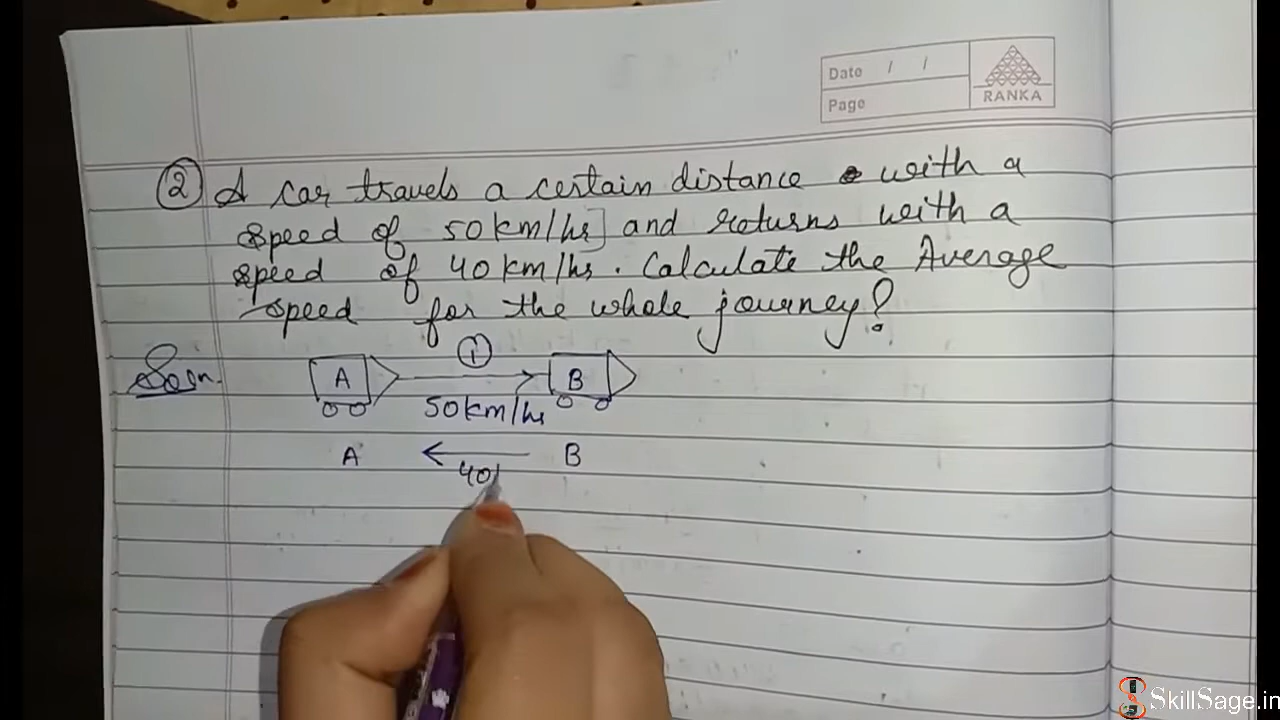 Date / /
Page
RANKA
② A car travels a certain distance with a
speed of 50km/hr] and returns with a
speed of 40km/hr. Calculate the Average
speed for the whole journey?
Soln.
A ① B
50km/hr
A B
40
SkillSage.in